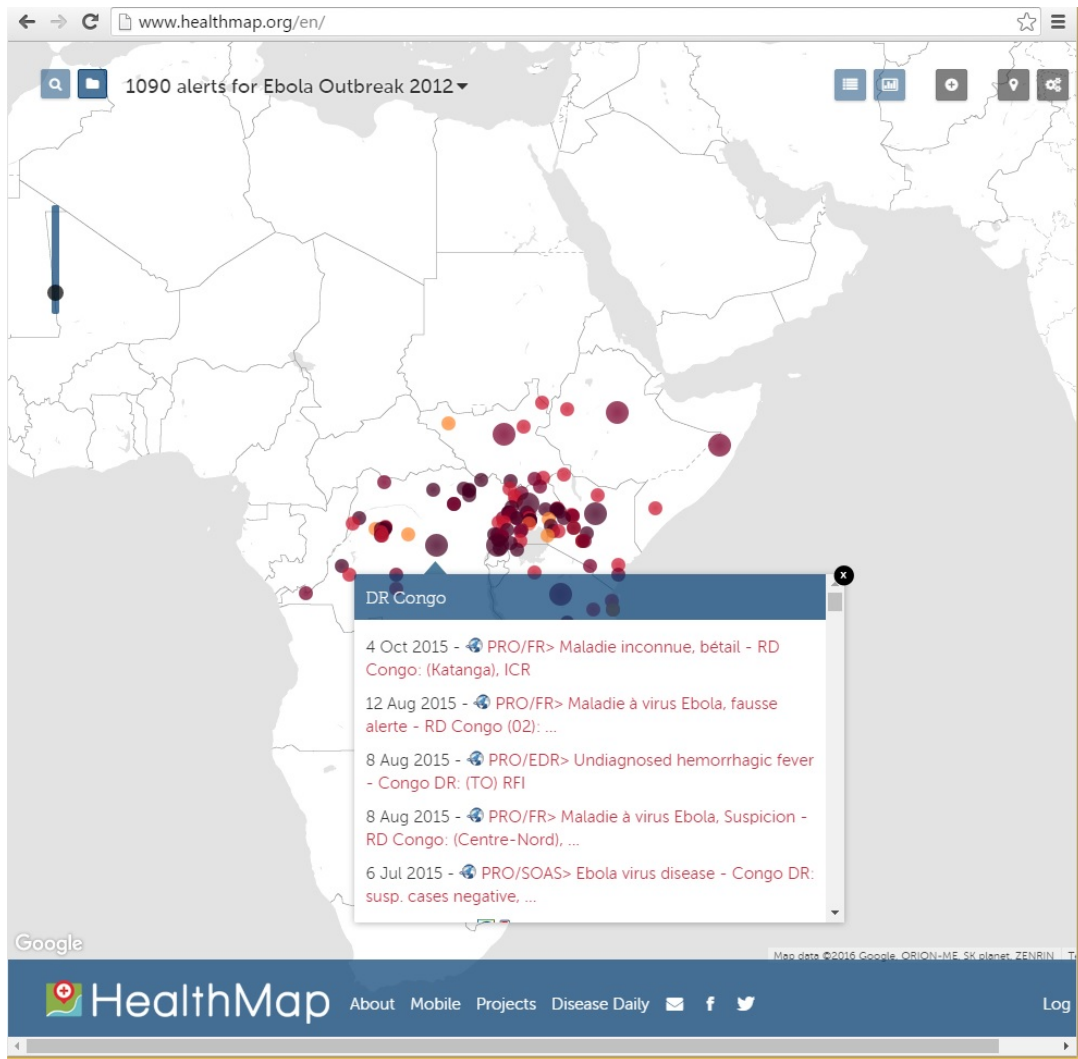 www.healthmap.org/en/
1090 alerts for Ebola Outbreak 2012
DR Congo
x
4 Oct 2015 - PRO/FR> Maladie inconnue, bétail - RD
Congo: (Katanga), ICR
12 Aug 2015 - PRO/FR> Maladie à virus Ebola, fausse
alerte - RD Congo (02): ...
8 Aug 2015 - PRO/EDR> Undiagnosed hemorrhagic fever
- Congo DR: (TO) RFI
8 Aug 2015 - PRO/FR> Maladie à virus Ebola, Suspicion -
RD Congo: (Centre-Nord), ...
6 Jul 2015 - PRO/SOAS> Ebola virus disease - Congo DR:
susp. cases negative, ...
Google
Map data ©2016 Google, ORION-ME, SK planet, ZENRIN
HealthMap About Mobile Projects Disease Daily f Log